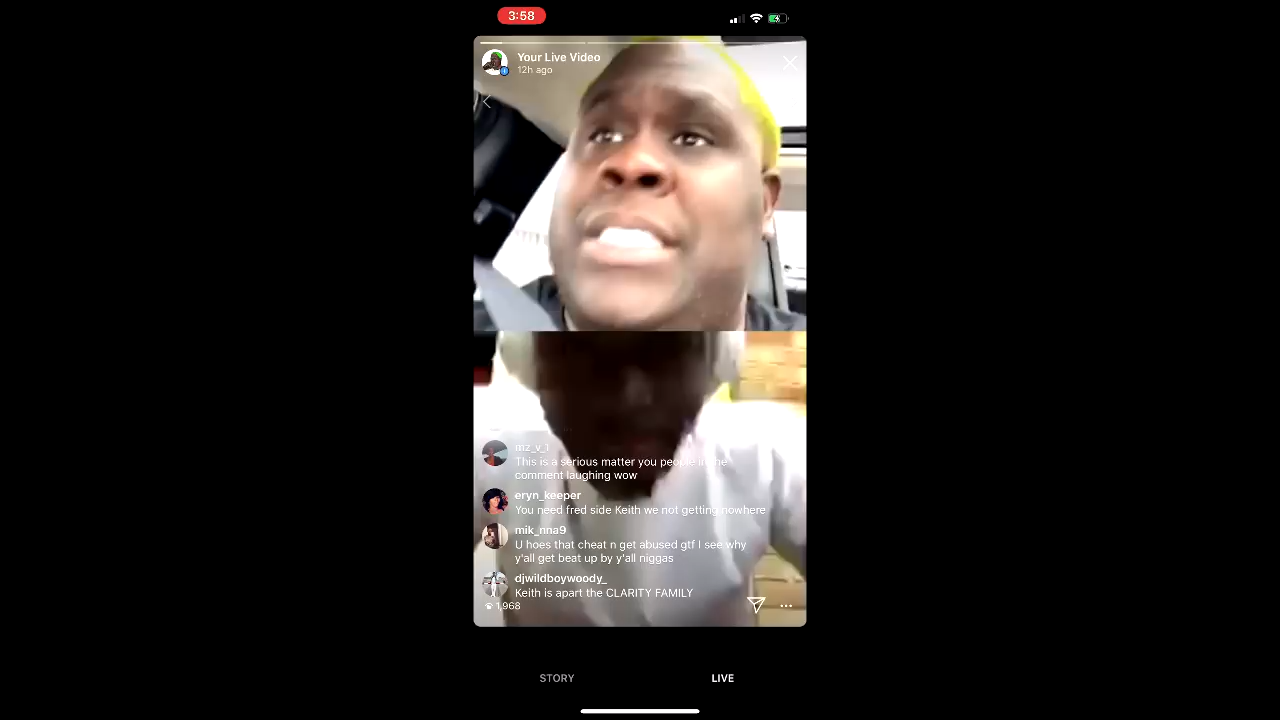 3:58
Your Live Video
12h ago
mz_v_1
This is a serious matter you people in the
comment laughing wow
eryn_keeper
You need fred side Keith we not getting nowhere
mik_nna9
U hoes that cheat n get abused gtf I see why
y'all get beat up by y'all niggas
djwildboywoody_
Keith is apart the CLARITY FAMILY
1,968
STORY
LIVE